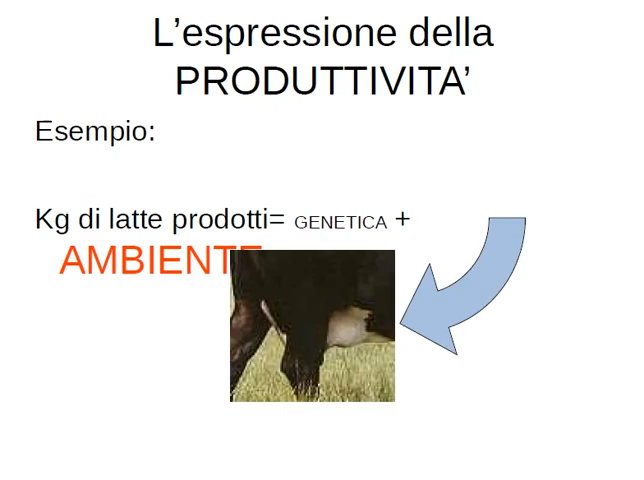 L’espressione della
PRODUTTIVITA’
Esempio:
Kg di latte prodotti= GENETICA +
AMBIENTE